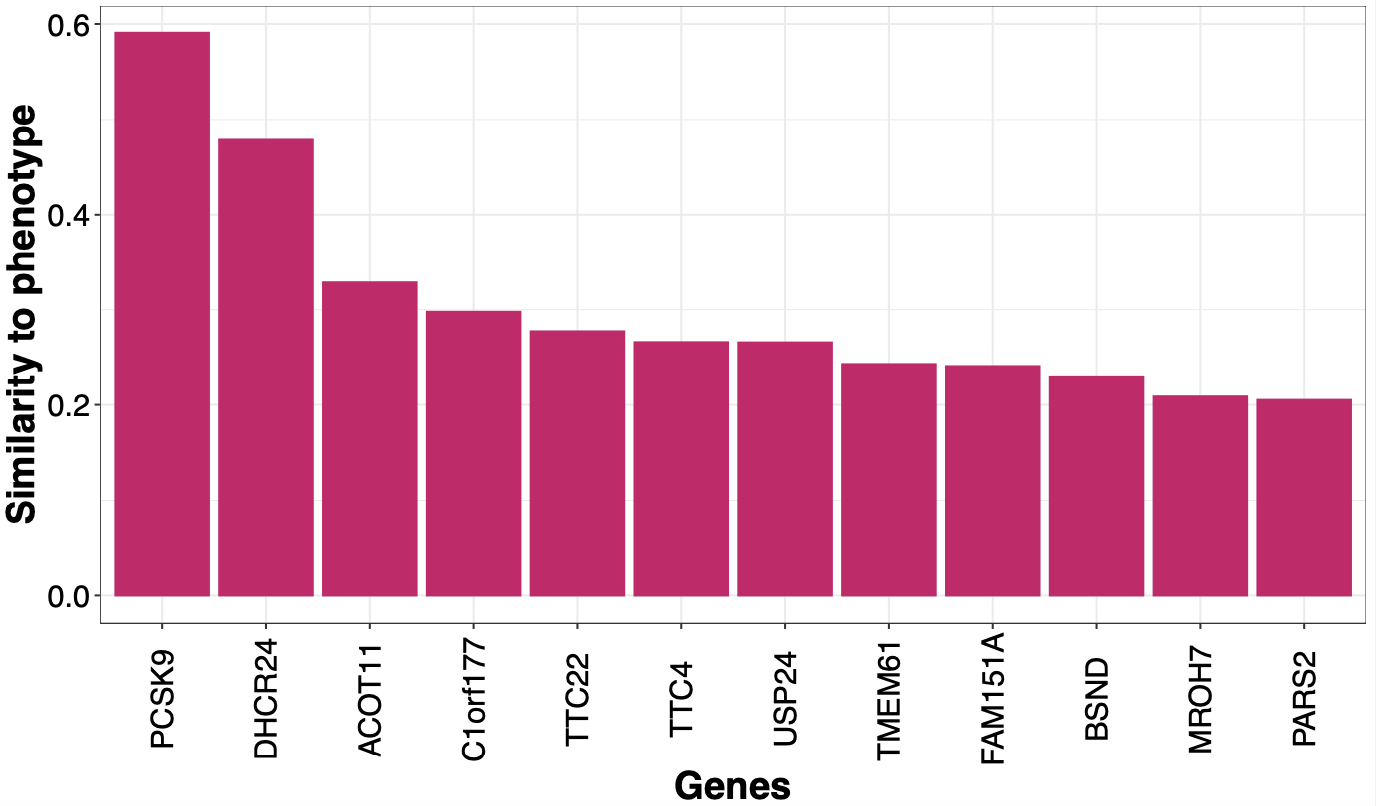 Similarity to phenotype
0.6
0.4
0.2
0.0
PCSK9
DHCR24
ACOT11
C1orf177
TTC22
TTC4
USP24
TMEM61
FAM151A
BSND
MROH7
PARS2
Genes